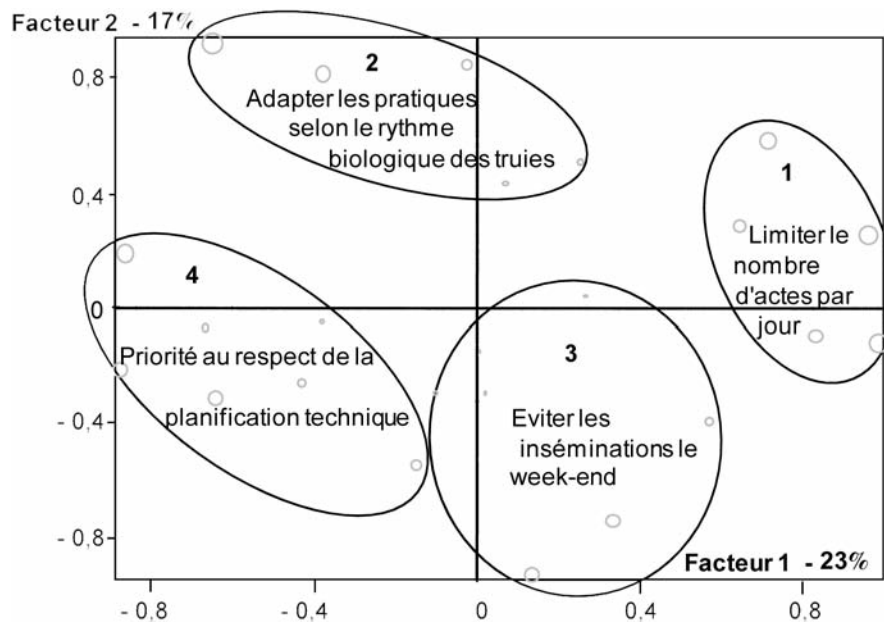 Facteur 2 - 17%
0,8
2
Adapter les pratiques
selon le rythme
biologique des truies
1
0,4
Limiter le
nombre
d'actes par
jour
4
0
Priorité au respect de la
planification technique
3
Eviter les
inséminations le
week-end
- 0,4
- 0,8
Facteur 1 - 23%
- 0,8
- 0,4
0
0,4
0,8